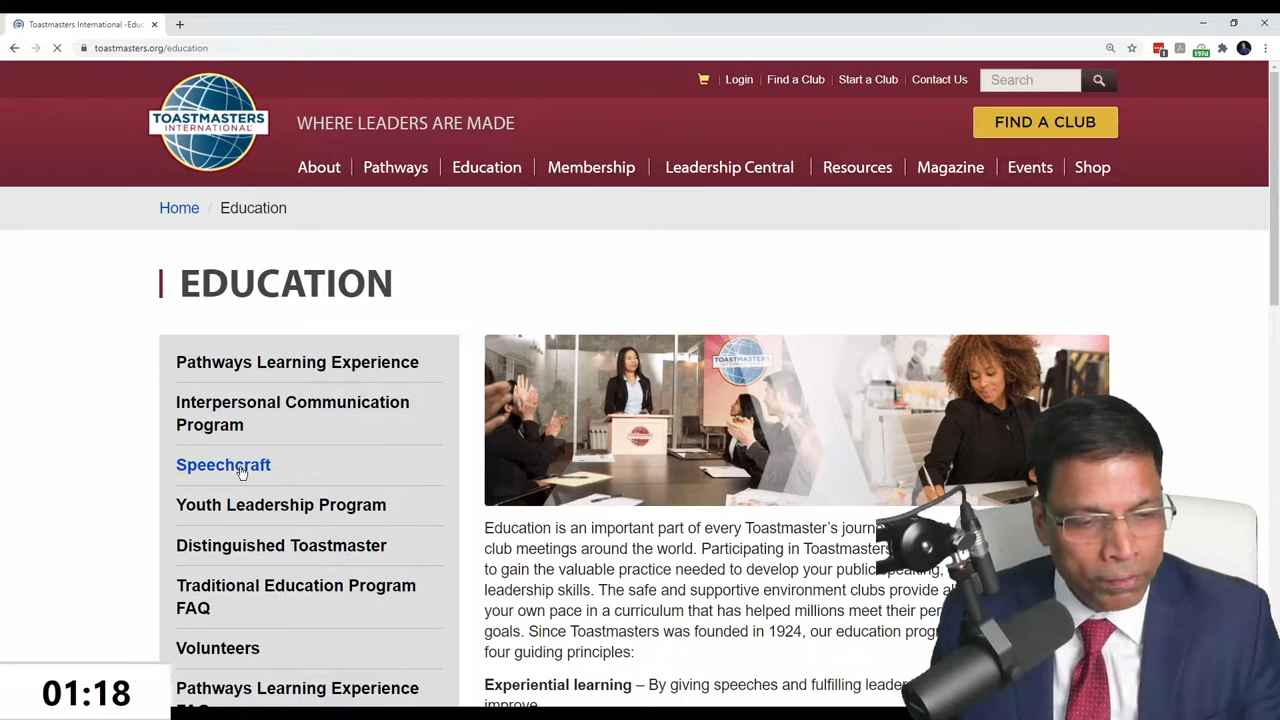 Toastmasters International -Educ
toastmasters.org/education
1
197d
Login
Find a Club
Start a Club
Contact Us
Search
TOASTMASTERS
INTERNATIONAL
WHERE LEADERS ARE MADE
FIND A CLUB
About
Pathways
Education
Membership
Leadership Central
Resources
Magazine
Events
Shop
Home / Education
EDUCATION
Pathways Learning Experience
Interpersonal Communication
Program
Speechcraft
Youth Leadership Program
Distinguished Toastmaster
Traditional Education Program
FAQ
Volunteers
Pathways Learning Experience
FAQ
TOASTMASTERS
Education is an important part of every Toastmaster's
club meetings around the world. Participating in Toastmasters
to gain the valuable practice needed to develop your public speaking,
leadership skills. The safe and supportive environment clubs provide
your own pace in a curriculum that has helped millions meet their
goals. Since Toastmasters was founded in 1924, our education
four guiding principles:
Experiential learning – By giving speeches and fulfilling
improve.
01:18